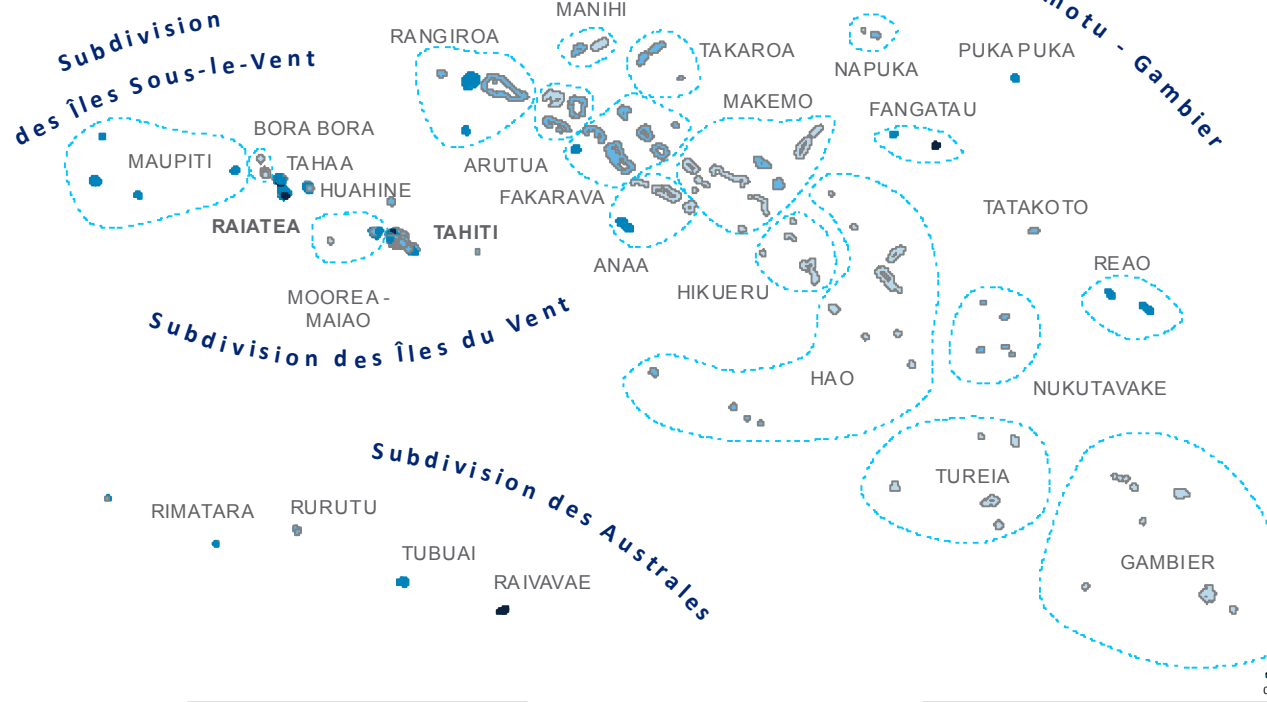 MANIHI
Subdivision
des Îles Sous-le-Vent
RANGIROA
TAKAROA
NAPUKA
PUKA PUKA
motu - Gambier
MAKEMO
FANGATAU
BORA BORA
MAUPITI
TAHAA
HUAHINE
ARUTUA
FAKARAVA
RAIATEA
TAHITI
TATAKOTO
ANAA
REAO
HIKUERU
MOOREA -
MAIAO
Subdivision des Îles du Vent
HAO
NUKUTAVAKE
Subdivision des Australes
TUREIA
RIMATARA
RURUTU
TUBUAI
RAIVAVAE
GAMBIER